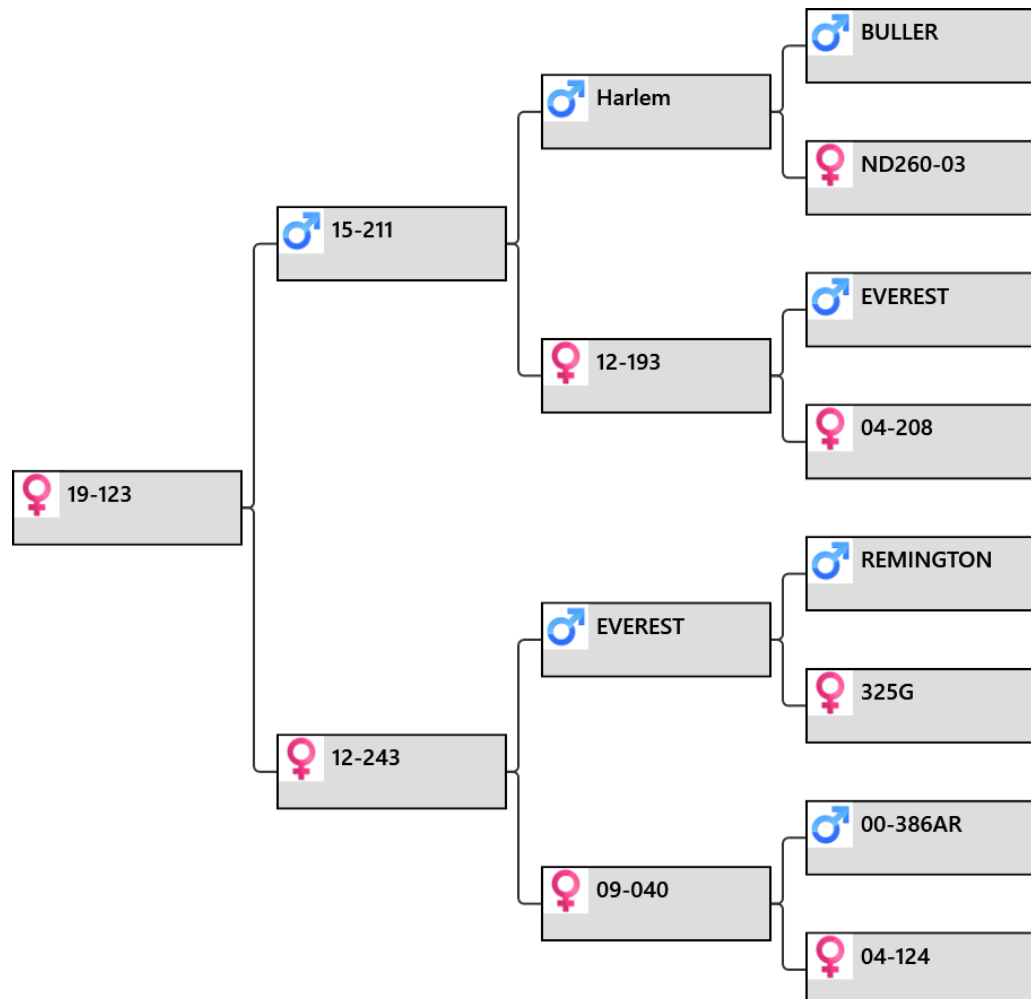 BULLER
Harlem
ND260-03
15-211
EVEREST
12-193
04-208
19-123
REMINGTON
EVEREST
325G
12-243
00-386AR
09-040
04-124